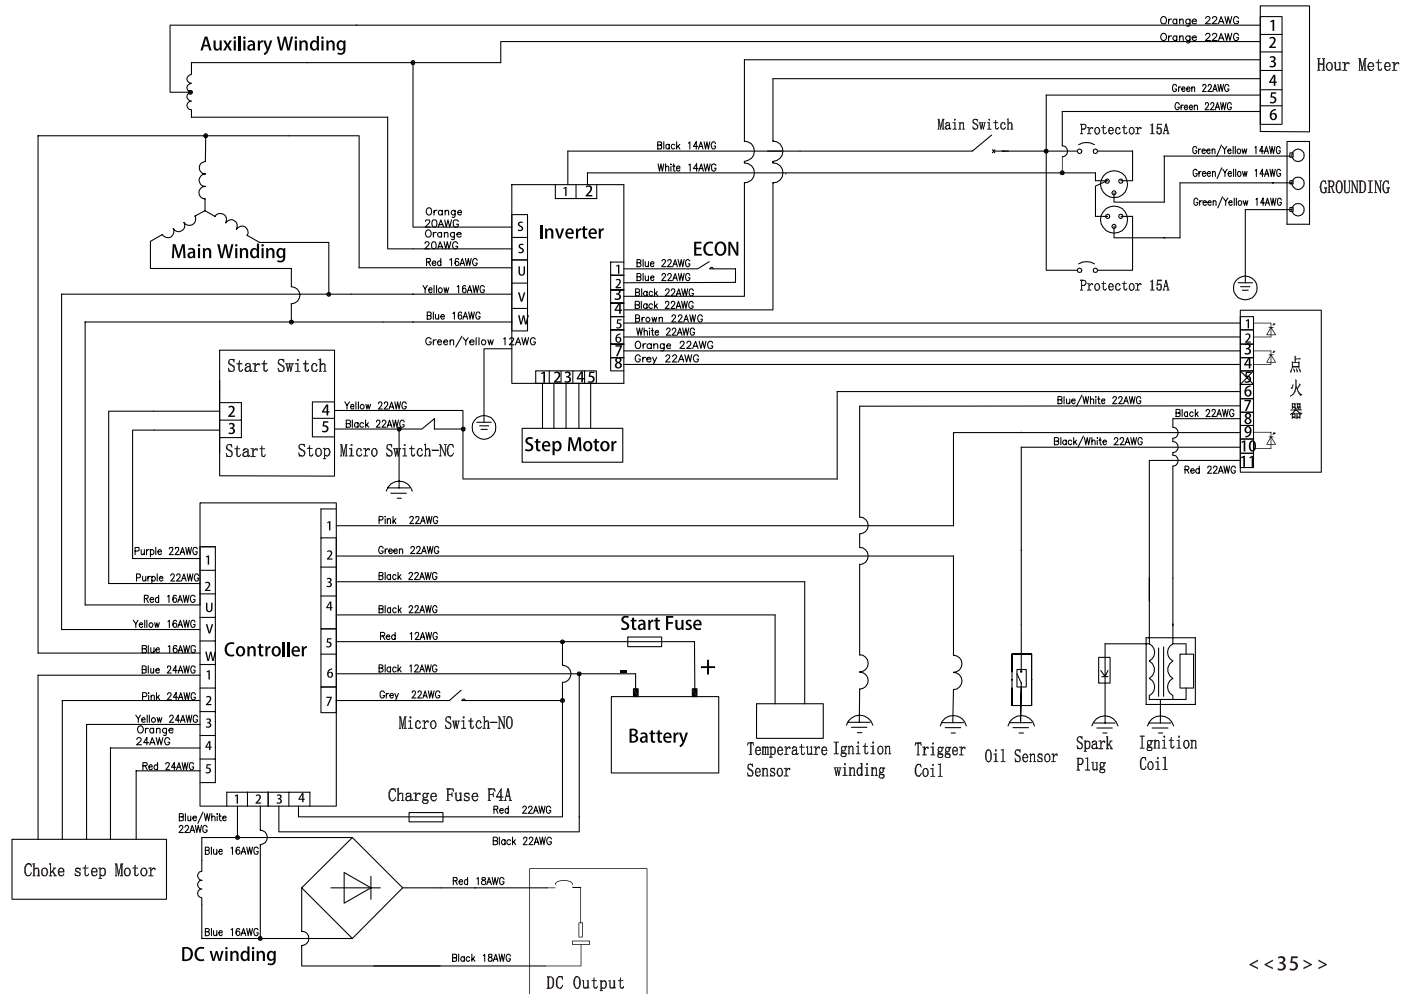 Orange 22AWG
Orange 22AWG
1
2
3
4
5
6
Hour Meter
Auxiliary Winding
Green 22AWG
Green 22AWG
Main Switch
Protector 15A
Black 14AWG
White 14AWG
Green/Yellow 14AWG
Green/Yellow 14AWG
Green/Yellow 14AWG
GROUNDING
Protector 15A
1 2
Inverter
Orange
20AWG
Orange
20AWG
Red 16AWG
Yellow 16AWG
Blue 16AWG
Green/Yellow 12AWG
S
S
U
V
W
Main Winding
ECON
1 Blue 22AWG
2 Blue 22AWG
3 Black 22AWG
4 Black 22AWG
5 Brown 22AWG
6 White 22AWG
7 Orange 22AWG
8 Grey 22AWG
1 2 3 4 5
Step Motor
1
2
3
4
5
6
7
8
9
10
11
点
火
器
Blue/White 22AWG
Black 22AWG
Black/White 22AWG
Red 22AWG
Start Switch
2
3
4 Yellow 22AWG
5 Black 22AWG
Start
Stop
Micro Switch-NC
Controller
Purple 22AWG 1
Purple 22AWG 2
Red 16AWG U
Yellow 16AWG V
Blue 16AWG W
Blue 24AWG 1
Pink 24AWG 2
Yellow 24AWG 3
Orange
24AWG 4
Red 24AWG 5
1 Pink 22AWG
2 Green 22AWG
3 Black 22AWG
4 Black 22AWG
5 Red 12AWG
6 Black 12AWG
7 Grey 22AWG
Micro Switch-NO
Start Fuse
- +
Battery
Temperature
Sensor
Ignition
winding
Trigger
Coil
Oil Sensor
Spark
Plug
Ignition
Coil
1 2 3 4
Charge Fuse F4A
Red 22AWG
Black 22AWG
Blue/White
22AWG
Blue 16AWG
Blue 16AWG
DC winding
Choke step Motor
Red 18AWG
Black 18AWG
DC Output
<<35>>